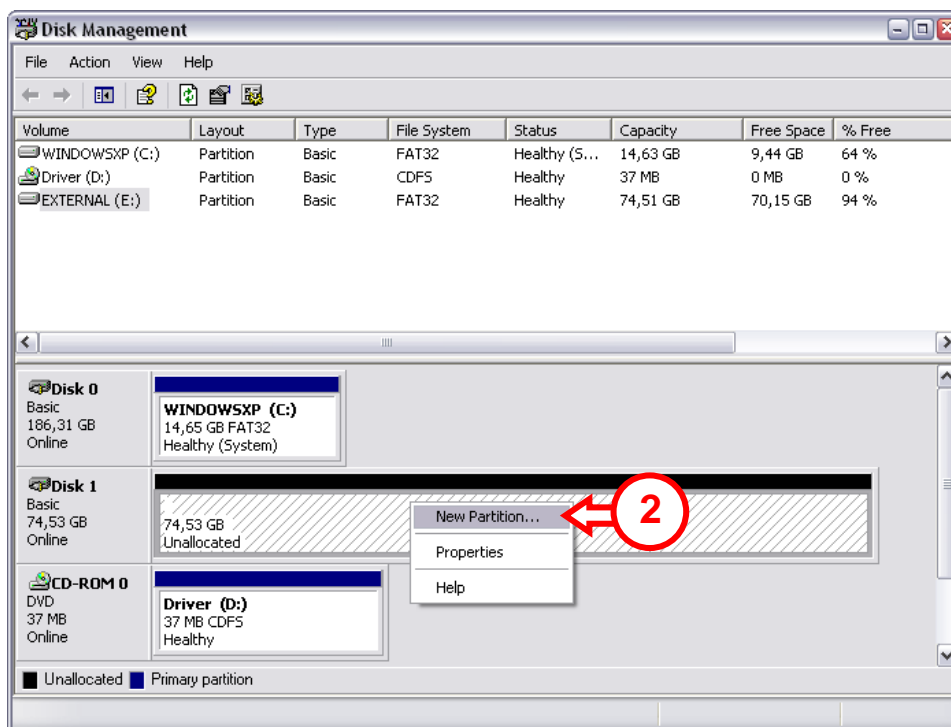 Disk Management
File Action View Help
Volume Layout Type File System Status Capacity Free Space % Free
WINDOWSXP (C:) Partition Basic FAT32 Healthy (S... 14,63 GB 9,44 GB 64 %
Driver (D:) Partition Basic CDFS Healthy 37 MB 0 MB 0 %
EXTERNAL (E:) Partition Basic FAT32 Healthy 74,51 GB 70,15 GB 94 %
Disk 0
Basic
186,31 GB
Online
WINDOWSXP (C:)
14,65 GB FAT32
Healthy (System)
Disk 1
Basic
74,53 GB
Online
74,53 GB
Unallocated
New Partition...
Properties
Help
2
CD-ROM 0
DVD
37 MB
Online
Driver (D:)
37 MB CDFS
Healthy
Unallocated Primary partition